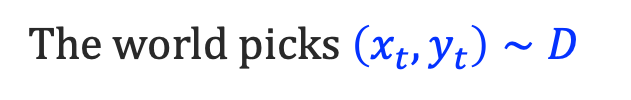 The world picks (xₜ, yₜ) ~ D